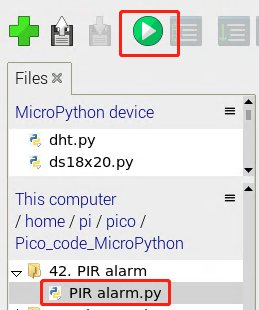 Files
MicroPython device
dht.py
ds18x20.py
This computer
/ home / pi / pico /
Pico_code_MicroPython
42. PIR alarm
PIR alarm.py